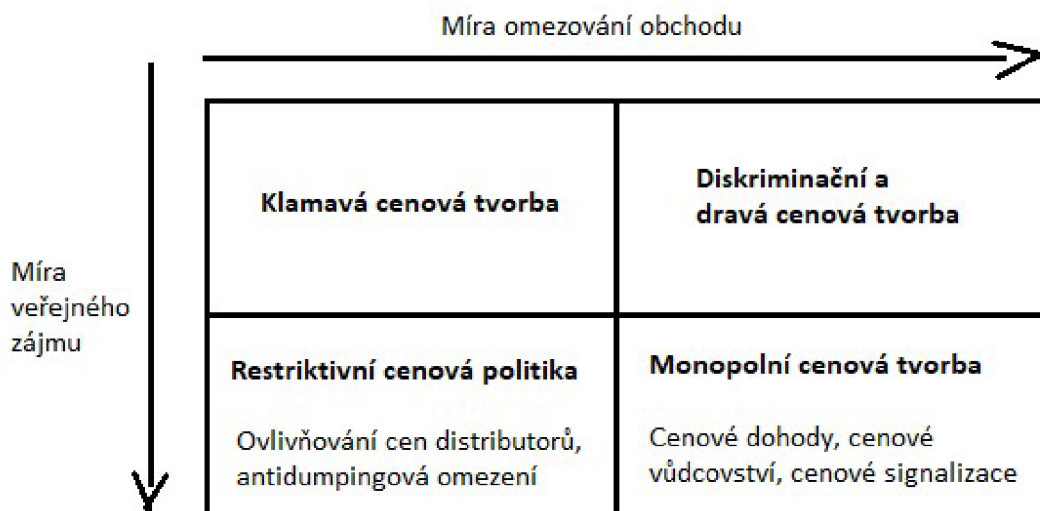 Míra omezování obchodu
Klamavá cenová tvorba
Diskriminační a
dravá cenová tvorba
Míra
veřejného
zájmu
Restriktivní cenová politika
Ovlivňování cen distributorů,
antidumpingová omezení
Monopolní cenová tvorba
Cenové dohody, cenové
vůdcovství, cenové signalizace